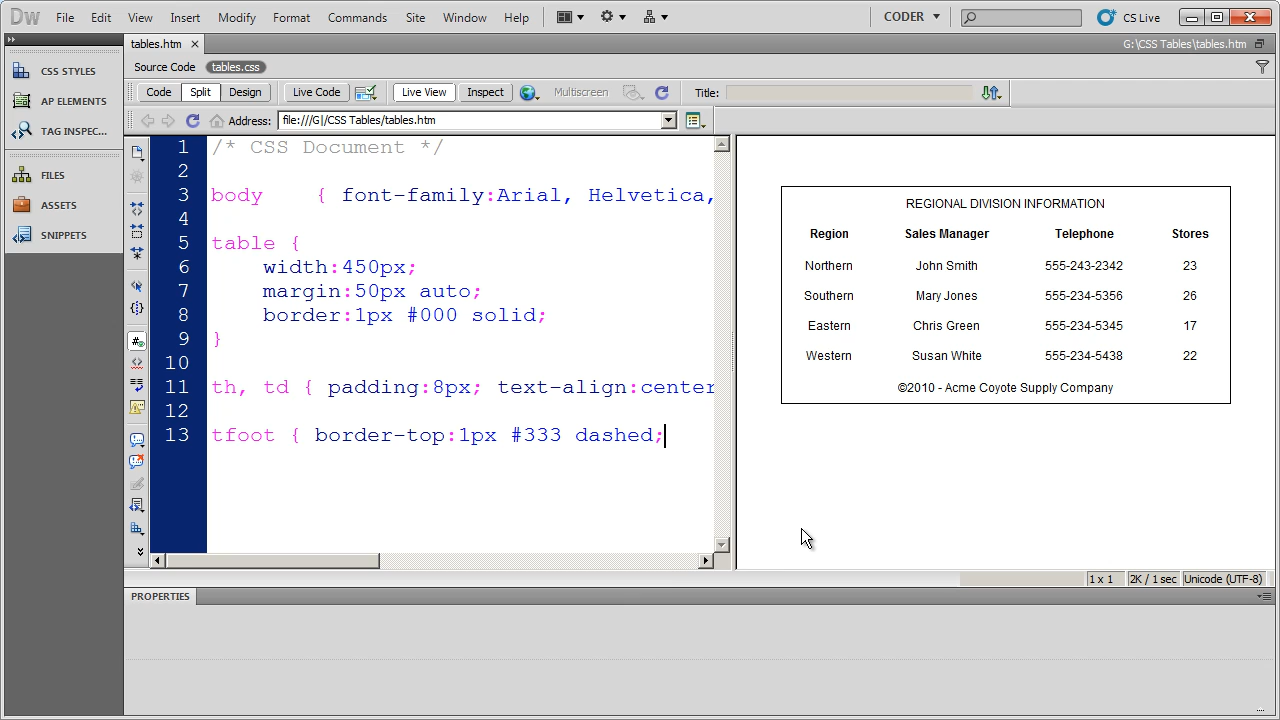 Dw File Edit View Insert Modify Format Commands Site Window Help CODER CS Live
tables.htm G:\CSS Tables\tables.htm
Source Code tables.css
Code Split Design Live Code Live View Inspect Multiscreen Title:
Address: file:///G|/CSS Tables/tables.htm
CSS STYLES
AP ELEMENTS
TAG INSPEC...
FILES
ASSETS
SNIPPETS
1 /* CSS Document */
2
3 body { font-family:Arial, Helvetica,
4
5 table {
6 width:450px;
7 margin:50px auto;
8 border:1px #000 solid;
9 }
10
11 th, td { padding:8px; text-align:center
12
13 tfoot { border-top:1px #333 dashed;
REGIONAL DIVISION INFORMATION
Region Sales Manager Telephone Stores
Northern John Smith 555-243-2342 23
Southern Mary Jones 555-234-5356 26
Eastern Chris Green 555-234-5345 17
Western Susan White 555-234-5438 22
©2010 - Acme Coyote Supply Company
1 x 1 2K / 1 sec Unicode (UTF-8)
PROPERTIES